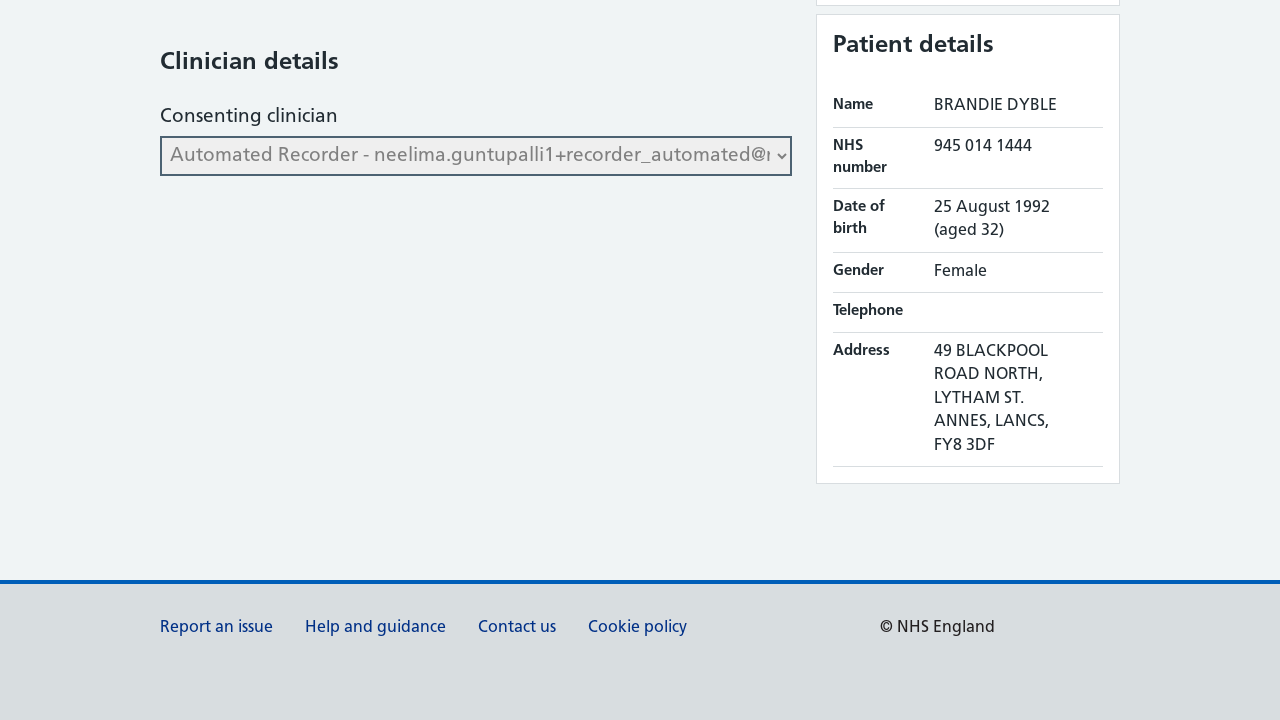 Clinician details
Consenting clinician
Automated Recorder - neelima.guntupalli1+recorder_automated@
Patient details
Name BRANDIE DYBLE
NHS number 945 014 1444
Date of birth 25 August 1992 (aged 32)
Gender Female
Telephone
Address 49 BLACKPOOL
ROAD NORTH,
LYTHAM ST.
ANNES, LANCS,
FY8 3DF
Report an issue Help and guidance Contact us Cookie policy © NHS England